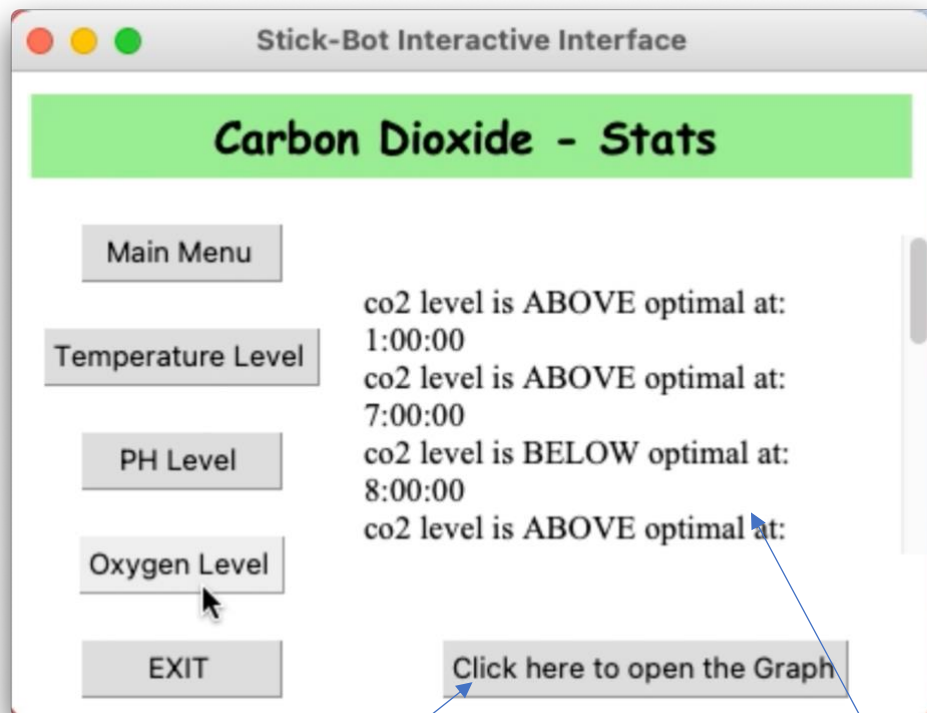 Stick-Bot Interactive Interface
Carbon Dioxide - Stats
Main Menu
Temperature Level
PH Level
Oxygen Level
EXIT
co2 level is ABOVE optimal at:
1:00:00
co2 level is ABOVE optimal at:
7:00:00
co2 level is BELOW optimal at:
8:00:00
co2 level is ABOVE optimal at:
Click here to open the Graph